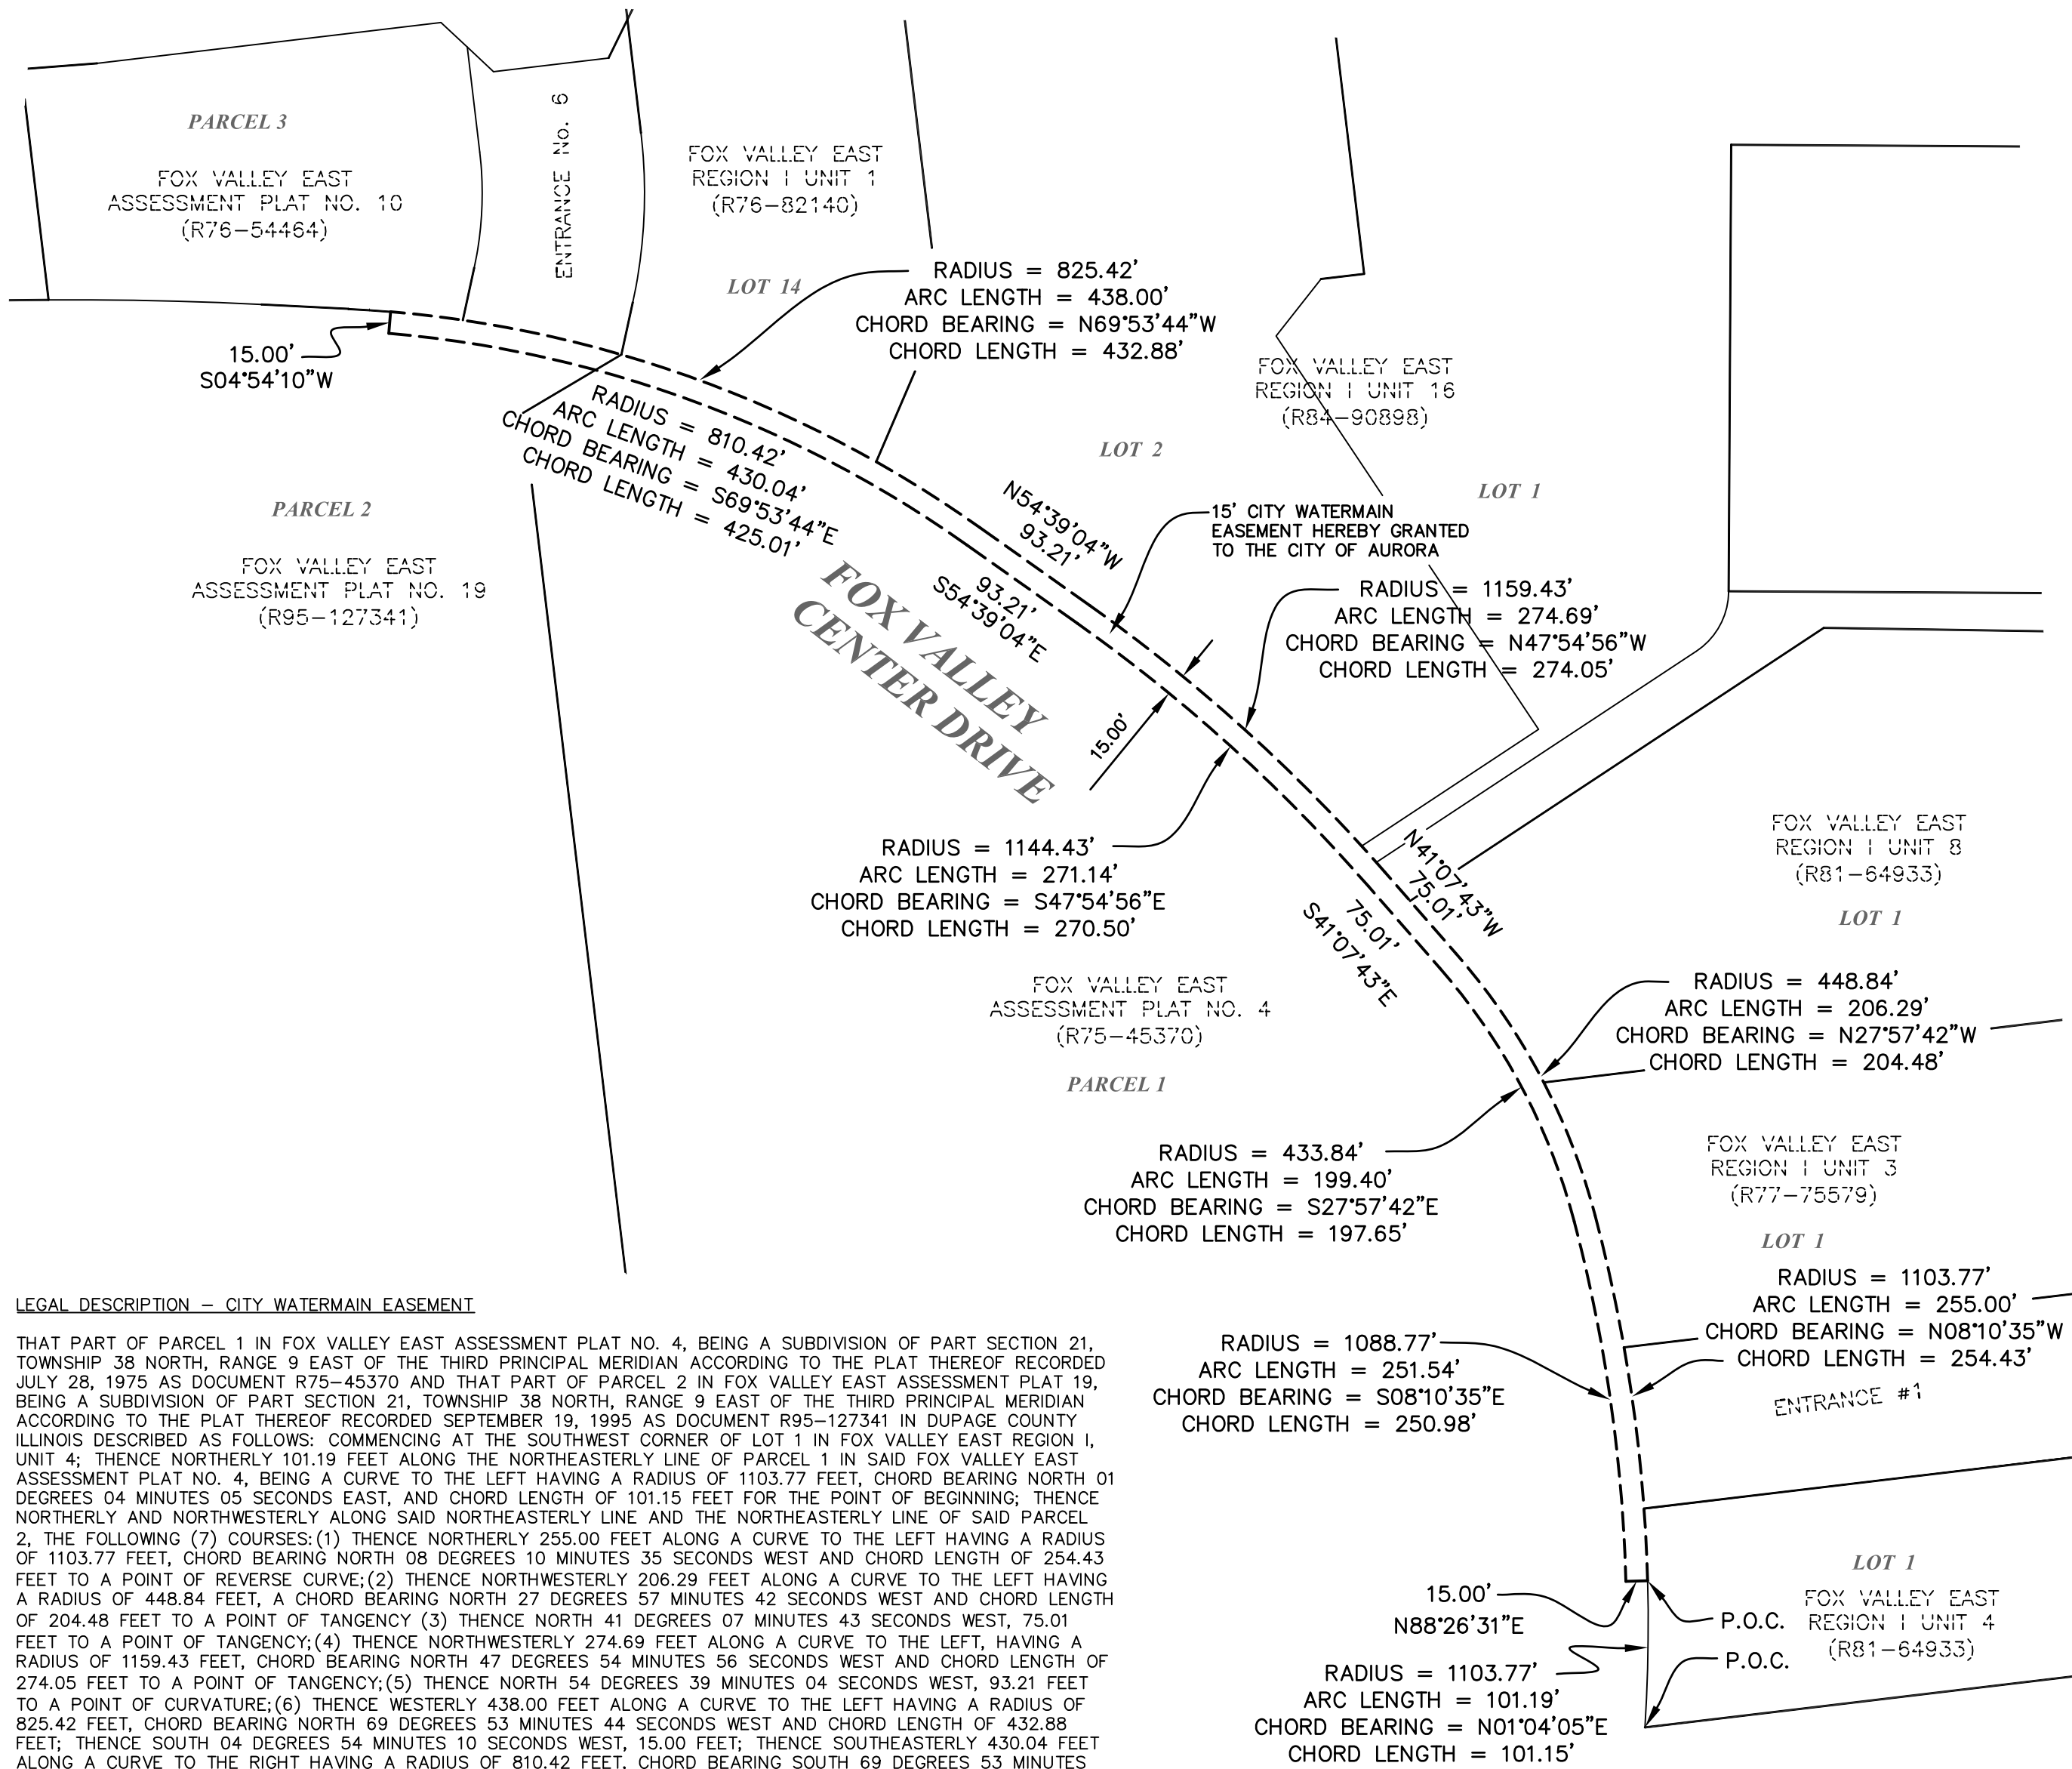 PARCEL 3
FOX VALLEY EAST
ASSESSMENT PLAT NO. 10
(R76-54464)
ENTRANCE No. 6
FOX VALLEY EAST
REGION I UNIT 1
(R76-82140)
LOT 14
RADIUS = 825.42'
ARC LENGTH = 438.00'
CHORD BEARING = N69°53'44"W
CHORD LENGTH = 432.88'
15.00'
S04°54'10"W
RADIUS = 810.42'
ARC LENGTH = 430.04'
CHORD BEARING = S69°53'44"E
CHORD LENGTH = 425.01'
FOX VALLEY EAST
REGION I UNIT 16
(R84-90898)
LOT 2
LOT 1
PARCEL 2
FOX VALLEY EAST
ASSESSMENT PLAT NO. 19
(R95-127341)
N54°39'04"W
93.21'
93.21'
S54°39'04"E
15' CITY WATERMAIN
EASEMENT HEREBY GRANTED
TO THE CITY OF AURORA
FOX VALLEY
CENTER DRIVE
RADIUS = 1159.43'
ARC LENGTH = 274.69'
CHORD BEARING = N47°54'56"W
CHORD LENGTH = 274.05'
15.00'
RADIUS = 1144.43'
ARC LENGTH = 271.14'
CHORD BEARING = S47°54'56"E
CHORD LENGTH = 270.50'
N41°07'43"W
75.01'
75.01'
S41°07'43"E
FOX VALLEY EAST
REGION I UNIT 8
(R81-64933)
LOT 1
FOX VALLEY EAST
ASSESSMENT PLAT NO. 4
(R75-45370)
PARCEL 1
RADIUS = 448.84'
ARC LENGTH = 206.29'
CHORD BEARING = N27°57'42"W
CHORD LENGTH = 204.48'
RADIUS = 433.84'
ARC LENGTH = 199.40'
CHORD BEARING = S27°57'42"E
CHORD LENGTH = 197.65'
FOX VALLEY EAST
REGION I UNIT 3
(R77-75579)
LOT 1
RADIUS = 1103.77'
ARC LENGTH = 255.00'
CHORD BEARING = N08°10'35"W
CHORD LENGTH = 254.43'
RADIUS = 1088.77'
ARC LENGTH = 251.54'
CHORD BEARING = S08°10'35"E
CHORD LENGTH = 250.98'
ENTRANCE #1
LOT 1
FOX VALLEY EAST
REGION I UNIT 4
(R81-64933)
15.00'
N88°26'31"E
P.O.C.
P.O.C.
RADIUS = 1103.77'
ARC LENGTH = 101.19'
CHORD BEARING = N01°04'05"E
CHORD LENGTH = 101.15'
LEGAL DESCRIPTION – CITY WATERMAIN EASEMENT
THAT PART OF PARCEL 1 IN FOX VALLEY EAST ASSESSMENT PLAT NO. 4, BEING A SUBDIVISION OF PART SECTION 21,
TOWNSHIP 38 NORTH, RANGE 9 EAST OF THE THIRD PRINCIPAL MERIDIAN ACCORDING TO THE PLAT THEREOF RECORDED
JULY 28, 1975 AS DOCUMENT R75-45370 AND THAT PART OF PARCEL 2 IN FOX VALLEY EAST ASSESSMENT PLAT 19,
BEING A SUBDIVISION OF PART SECTION 21, TOWNSHIP 38 NORTH, RANGE 9 EAST OF THE THIRD PRINCIPAL MERIDIAN
ACCORDING TO THE PLAT THEREOF RECORDED SEPTEMBER 19, 1995 AS DOCUMENT R95-127341 IN DUPAGE COUNTY
ILLINOIS DESCRIBED AS FOLLOWS: COMMENCING AT THE SOUTHWEST CORNER OF LOT 1 IN FOX VALLEY EAST REGION I,
UNIT 4; THENCE NORTHERLY 101.19 FEET ALONG THE NORTHEASTERLY LINE OF PARCEL 1 IN SAID FOX VALLEY EAST
ASSESSMENT PLAT NO. 4, BEING A CURVE TO THE LEFT HAVING A RADIUS OF 1103.77 FEET, CHORD BEARING NORTH 01
DEGREES 04 MINUTES 05 SECONDS EAST, AND CHORD LENGTH OF 101.15 FEET FOR THE POINT OF BEGINNING; THENCE
NORTHERLY AND NORTHWESTERLY ALONG SAID NORTHEASTERLY LINE AND THE NORTHEASTERLY LINE OF SAID PARCEL
2, THE FOLLOWING (7) COURSES:(1) THENCE NORTHERLY 255.00 FEET ALONG A CURVE TO THE LEFT HAVING A RADIUS
OF 1103.77 FEET, CHORD BEARING NORTH 08 DEGREES 10 MINUTES 35 SECONDS WEST AND CHORD LENGTH OF 254.43
FEET TO A POINT OF REVERSE CURVE;(2) THENCE NORTHWESTERLY 206.29 FEET ALONG A CURVE TO THE LEFT HAVING
A RADIUS OF 448.84 FEET, A CHORD BEARING NORTH 27 DEGREES 57 MINUTES 42 SECONDS WEST AND CHORD LENGTH
OF 204.48 FEET TO A POINT OF TANGENCY (3) THENCE NORTH 41 DEGREES 07 MINUTES 43 SECONDS WEST, 75.01
FEET TO A POINT OF TANGENCY;(4) THENCE NORTHWESTERLY 274.69 FEET ALONG A CURVE TO THE LEFT, HAVING A
RADIUS OF 1159.43 FEET, CHORD BEARING NORTH 47 DEGREES 54 MINUTES 56 SECONDS WEST AND CHORD LENGTH OF
274.05 FEET TO A POINT OF TANGENCY;(5) THENCE NORTH 54 DEGREES 39 MINUTES 04 SECONDS WEST, 93.21 FEET
TO A POINT OF CURVATURE;(6) THENCE WESTERLY 438.00 FEET ALONG A CURVE TO THE LEFT HAVING A RADIUS OF
825.42 FEET, CHORD BEARING NORTH 69 DEGREES 53 MINUTES 44 SECONDS WEST AND CHORD LENGTH OF 432.88
FEET; THENCE SOUTH 04 DEGREES 54 MINUTES 10 SECONDS WEST, 15.00 FEET; THENCE SOUTHEASTERLY 430.04 FEET
ALONG A CURVE TO THE RIGHT HAVING A RADIUS OF 810.42 FEET, CHORD BEARING SOUTH 69 DEGREES 53 MINUTES